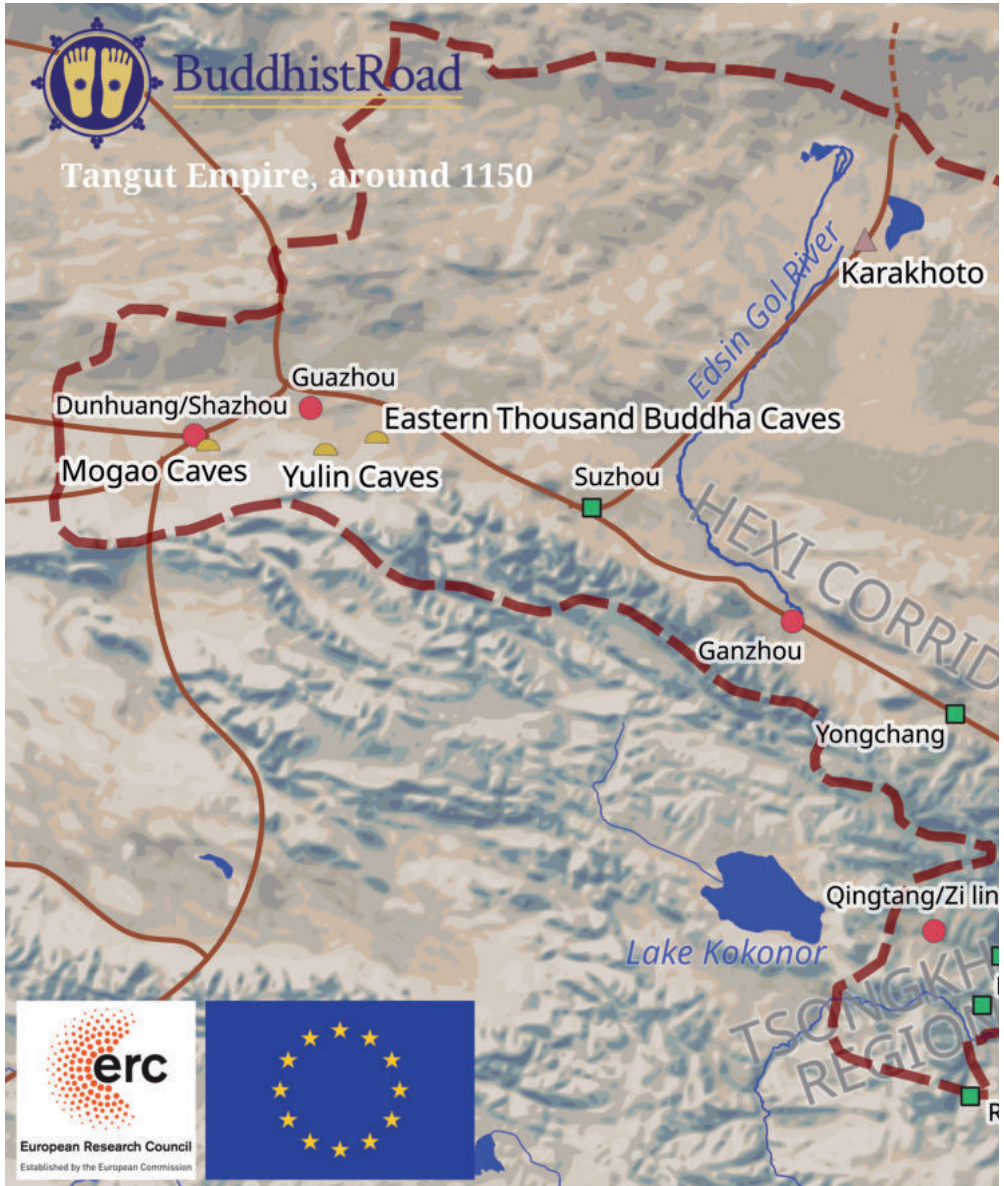 BuddhistRoad
Tangut Empire, around 1150
Edsin Gol River
Karakhoto
Guazhou
Dunhuang/Shazhou
Eastern Thousand Buddha Caves
Mogao Caves
Yulin Caves
Suzhou
HEXI CORRID
Ganzhou
Yongchang
Qingtang/Zi lin
Lake Kokonor
TSONGKH
REGION
R
erc
European Research Council
Established by the European Commission